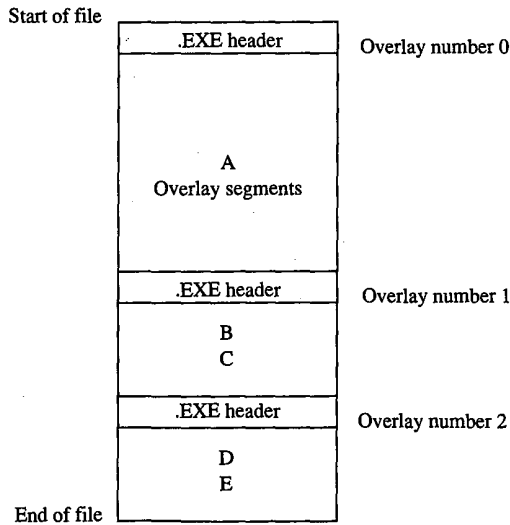 Start of file
.EXE header
Overlay number 0
A
Overlay segments
.EXE header
Overlay number 1
B
C
.EXE header
Overlay number 2
D
E
End of file